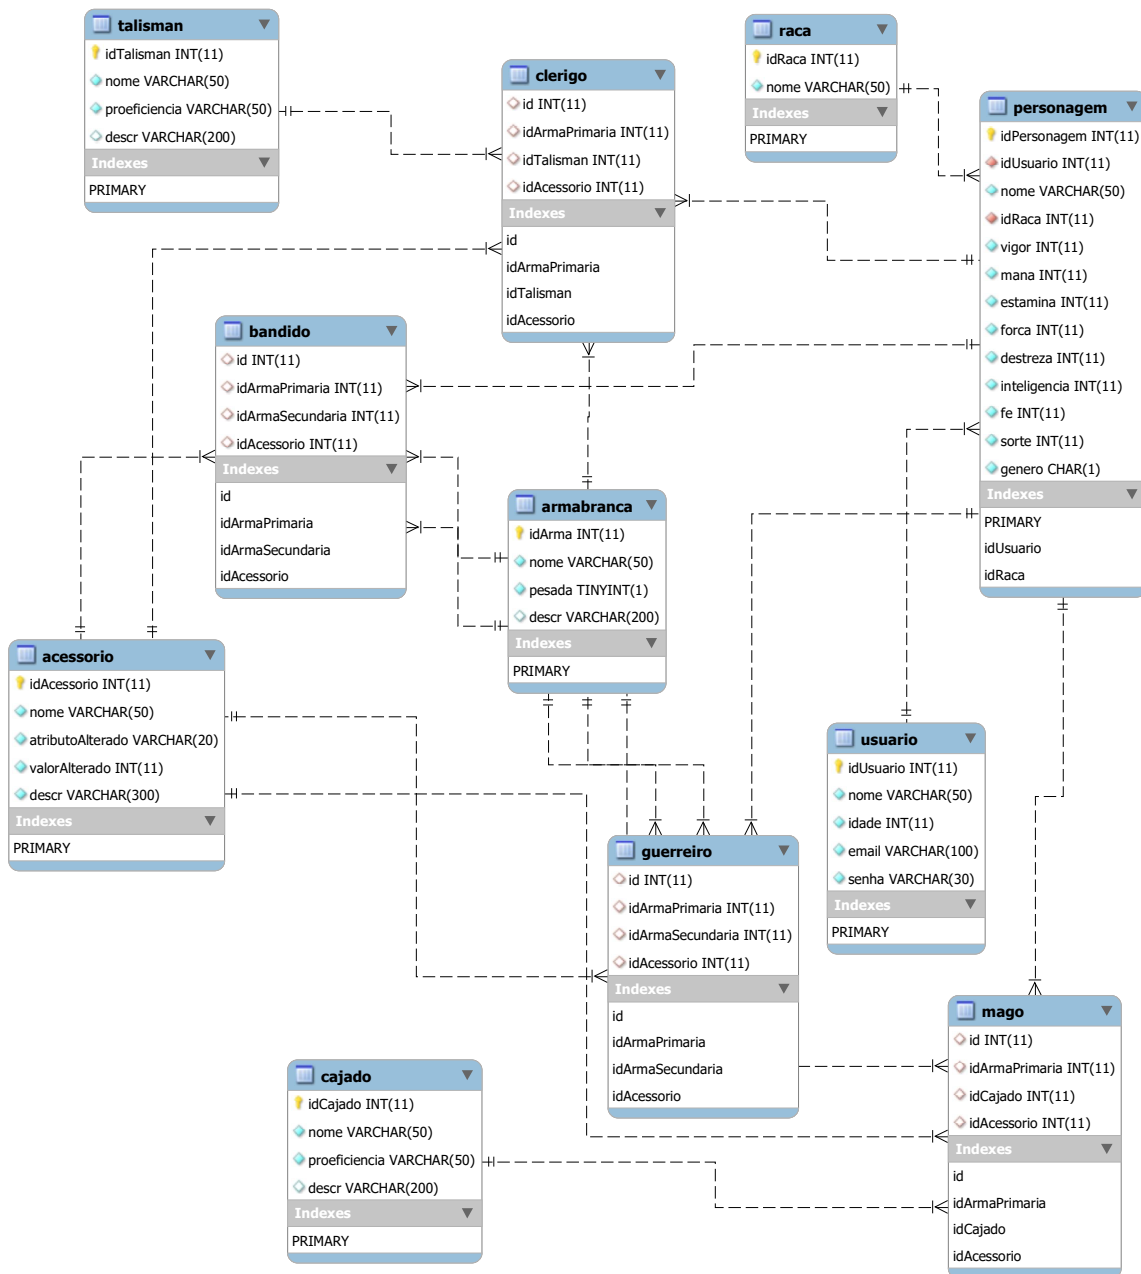 talisman
idTalisman INT(11)
nome VARCHAR(50)
proeficiencia VARCHAR(50)
descr VARCHAR(200)
Indexes
PRIMARY
clerigo
id INT(11)
idArmaPrimaria INT(11)
idTalisman INT(11)
idAcessorio INT(11)
Indexes
id
idArmaPrimaria
idTalisman
idAcessorio
raca
idRaca INT(11)
nome VARCHAR(50)
Indexes
PRIMARY
personagem
idPersonagem INT(11)
idUsuario INT(11)
nome VARCHAR(50)
idRaca INT(11)
vigor INT(11)
mana INT(11)
estamina INT(11)
forca INT(11)
destreza INT(11)
inteligencia INT(11)
fe INT(11)
sorte INT(11)
genero CHAR(1)
Indexes
PRIMARY
idUsuario
idRaca
bandido
id INT(11)
idArmaPrimaria INT(11)
idArmaSecundaria INT(11)
idAcessorio INT(11)
Indexes
id
idArmaPrimaria
idArmaSecundaria
idAcessorio
armabranca
idArma INT(11)
nome VARCHAR(50)
pesada TINYINT(1)
descr VARCHAR(200)
Indexes
PRIMARY
acessorio
idAcessorio INT(11)
nome VARCHAR(50)
atributoAlterado VARCHAR(20)
valorAlterado INT(11)
descr VARCHAR(300)
Indexes
PRIMARY
usuario
idUsuario INT(11)
nome VARCHAR(50)
idade INT(11)
email VARCHAR(100)
senha VARCHAR(30)
Indexes
PRIMARY
guerreiro
id INT(11)
idArmaPrimaria INT(11)
idArmaSecundaria INT(11)
idAcessorio INT(11)
Indexes
id
idArmaPrimaria
idArmaSecundaria
idAcessorio
mago
id INT(11)
idArmaPrimaria INT(11)
idCajado INT(11)
idAcessorio INT(11)
Indexes
id
idArmaPrimaria
idCajado
idAcessorio
cajado
idCajado INT(11)
nome VARCHAR(50)
proeficiencia VARCHAR(50)
descr VARCHAR(200)
Indexes
PRIMARY